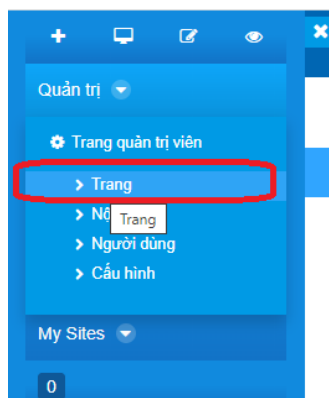 Quản trị
Trang quản trị viên
Trang
Nộ
Trang
Người dùng
Cấu hình
My Sites
0